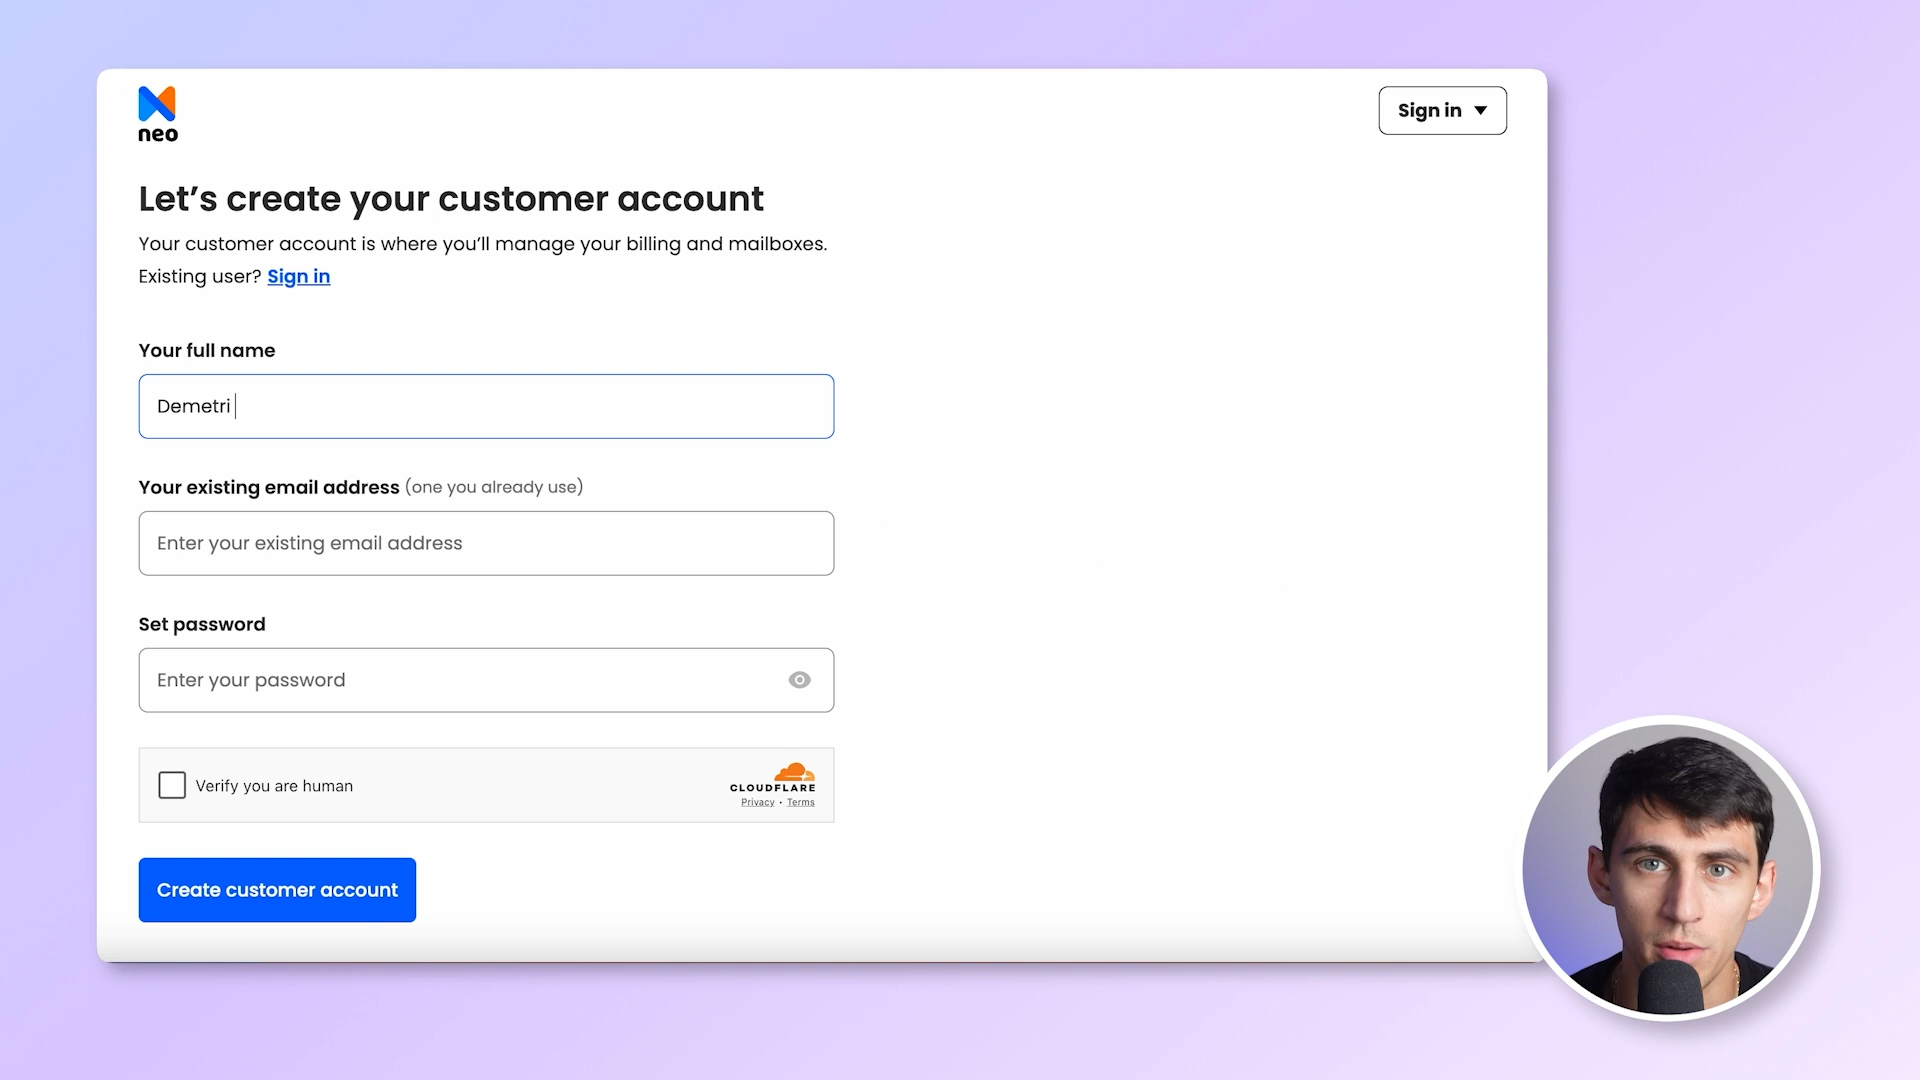 neo
Sign in
Let’s create your customer account
Your customer account is where you’ll manage your billing and mailboxes.
Existing user? Sign in
Your full name
Demetri
Your existing email address (one you already use)
Enter your existing email address
Set password
Enter your password
Verify you are human
CLOUDFLARE
Privacy • Terms
Create customer account